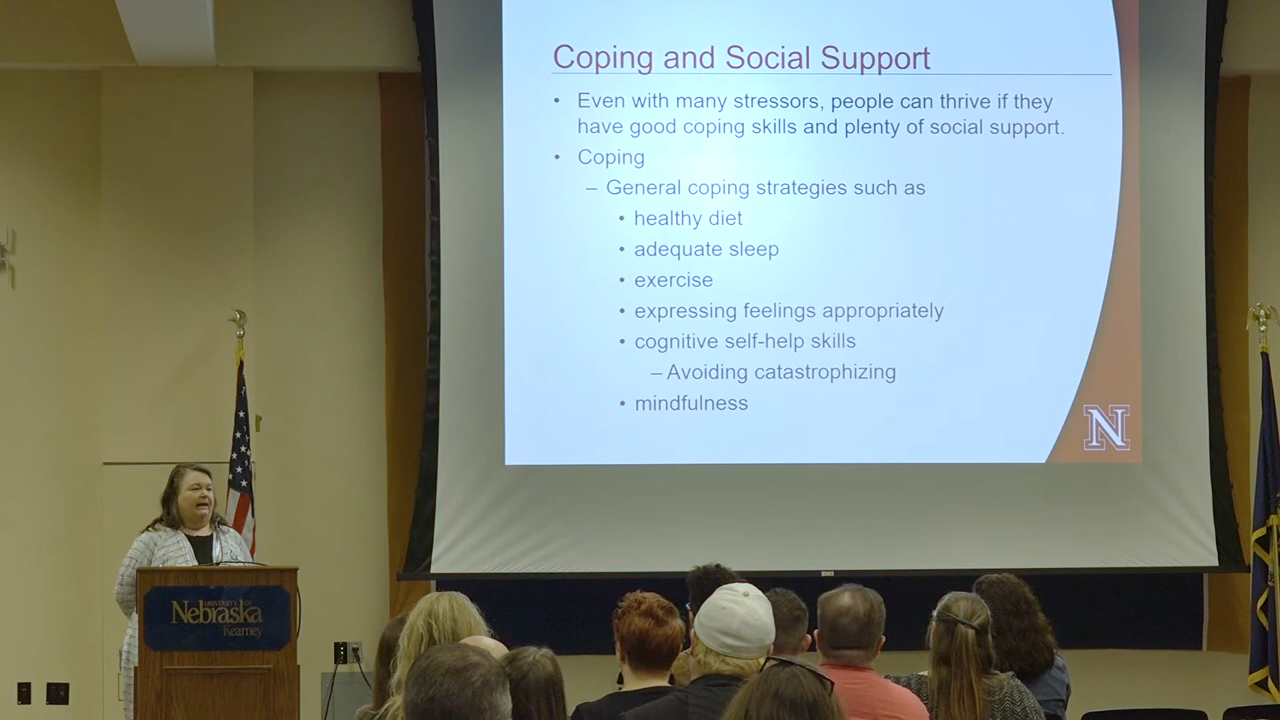 Coping and Social Support
• Even with many stressors, people can thrive if they
have good coping skills and plenty of social support.
• Coping
– General coping strategies such as
• healthy diet
• adequate sleep
• exercise
• expressing feelings appropriately
• cognitive self-help skills
– Avoiding catastrophizing
• mindfulness
N
UNIVERSITY OF
Nebraska
Kearney